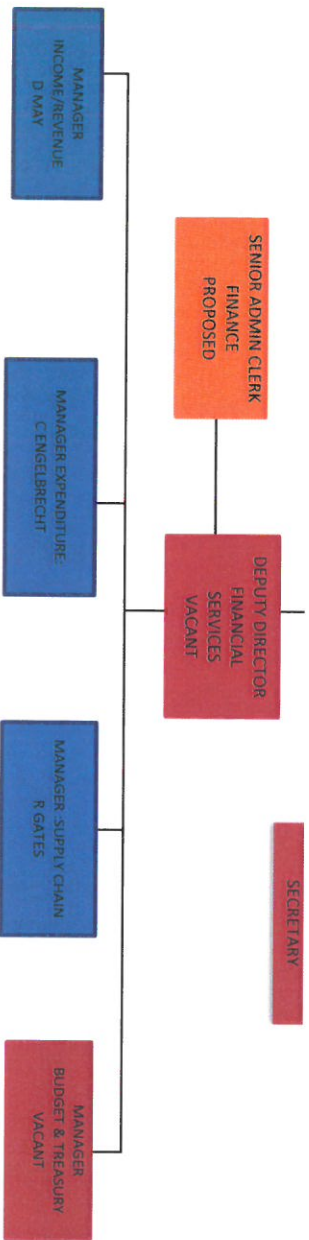 SECRETARY
SENIOR ADMIN CLERK
FINANCE
PROPOSED
DEPUTY DIRECTOR
FINANCIAL
SERVICES
VACANT
MANAGER
INCOME/REVENUE
D MAY
MANAGER EXPENDITURE:
C ENGELBRECHT
MANAGER :SUPPLY CHAIN
R GATES
MANAGER
BUDGET & TREASURY
VACANT